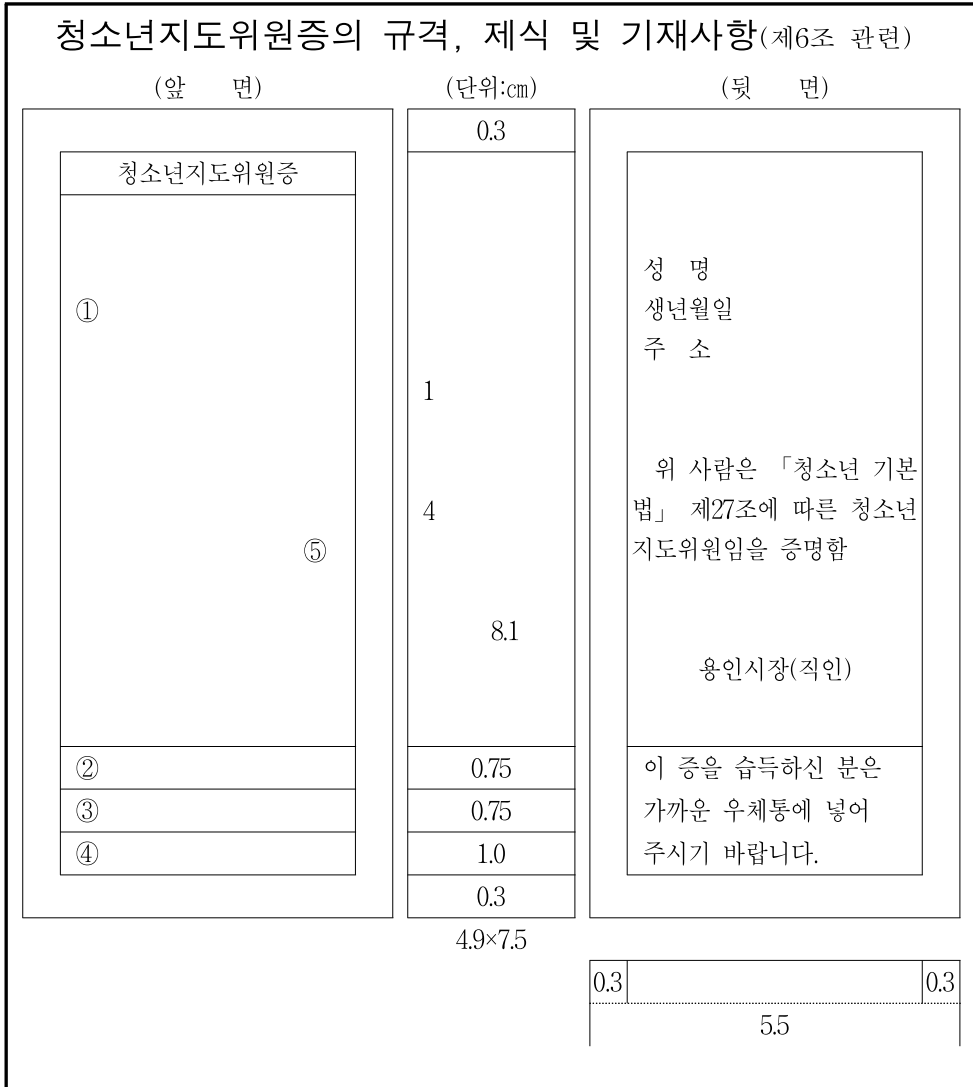 청소년지도위원증의 규격, 제식 및 기재사항(제6조 관련)
(앞 면) (단위:㎝) (뒷 면)
0.3
청소년지도위원증
성 명
① 생년월일
주 소
1
위 사람은 「청소년 기본
4 법」 제27조에 따른 청소년
⑤ 지도위원임을 증명함
8.1
용인시장(직인)
② 0.75 이 증을 습득하신 분은
③ 0.75 가까운 우체통에 넣어
④ 1.0 주시기 바랍니다.
0.3
4.9×7.5
0.3 0.3
5.5